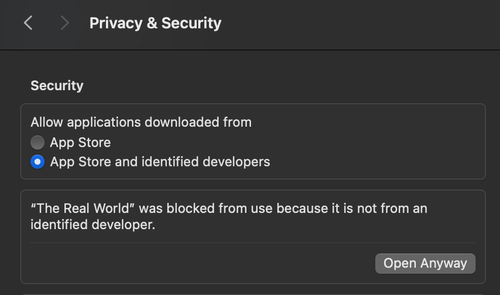 Privacy & Security
Security
Allow applications downloaded from
App Store
App Store and identified developers
“The Real World” was blocked from use because it is not from an
identified developer.
Open Anyway